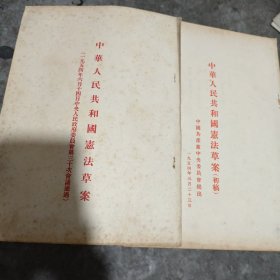 中華人民共和國憲法草案
(一九五四年六月十四日中央人民政府委員會第三十次會議通過)
中華人民共和國憲法草案(初稿)
中國共產黨中央委員會提出
一九五四年三月二十三日